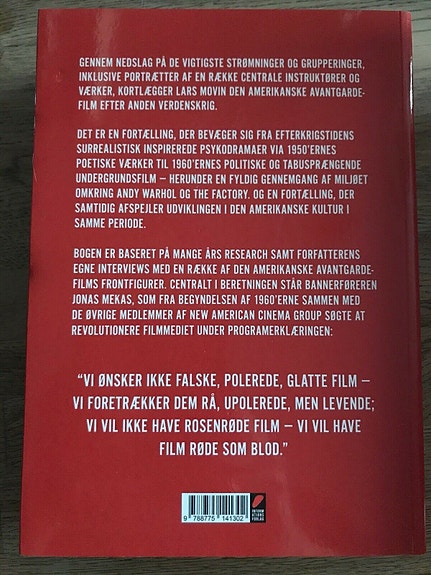 GENNEM NEDSLAG PÅ DE VIGTIGSTE STRØMNINGER OG GRUPPERINGER,
INKLUSIVE PORTRÆTTER AF EN RÆKKE CENTRALE INSTRUKTØRER OG
VÆRKER, KORTLÆGGER LARS MOVIN DEN AMERIKANSKE AVANTGARDE-
FILM EFTER ANDEN VERDENSKRIG.
DET ER EN FORTÆLLING, DER BEVÆGER SIG FRA EFTERKRIGSTIDENS
SURREALISTISK INSPIREREDE PSYKODRAMAER VIA 1950'ERNES
POETISKE VÆRKER TIL 1960'ERNES POLITISKE OG TABUSPRÆNGENDE
UNDERGRUNDSFILM – HERUNDER EN FYLDIG GENNEMGANG AF MILJØET
OMKRING ANDY WARHOL OG THE FACTORY. OG EN FORTÆLLING, DER
SAMTIDIG AFSPEJLER UDVIKLINGEN I DEN AMERIKANSKE KULTUR I
SAMME PERIODE.
BOGEN ER BASERET PÅ MANGE ÅRS RESEARCH SAMT FORFATTERENS
EGNE INTERVIEWS MED EN RÆKKE AF DEN AMERIKANSKE AVANTGARDE-
FILMS FRONTFIGURER. CENTRALT I BERETNINGEN STÅR BANNERFØREREN
JONAS MEKAS, SOM FRA BEGYNDELSEN AF 1960'ERNE SAMMEN MED
DE ØVRIGE MEDLEMMER AF NEW AMERICAN CINEMA GROUP SØGTE AT
REVOLUTIONERE FILMMEDIET UNDER PROGRAMERKLÆRINGEN:
"VI ØNSKER IKKE FALSKE, POLEREDE, GLATTE FILM –
VI FORETRÆKKER DEM RÅ, UPOLEREDE, MEN LEVENDE;
VI VIL IKKE HAVE ROSENRØDE FILM – VI VIL HAVE
FILM RØDE SOM BLOD."
9 788775 141302
INFORM
ATIONS
FORLAG